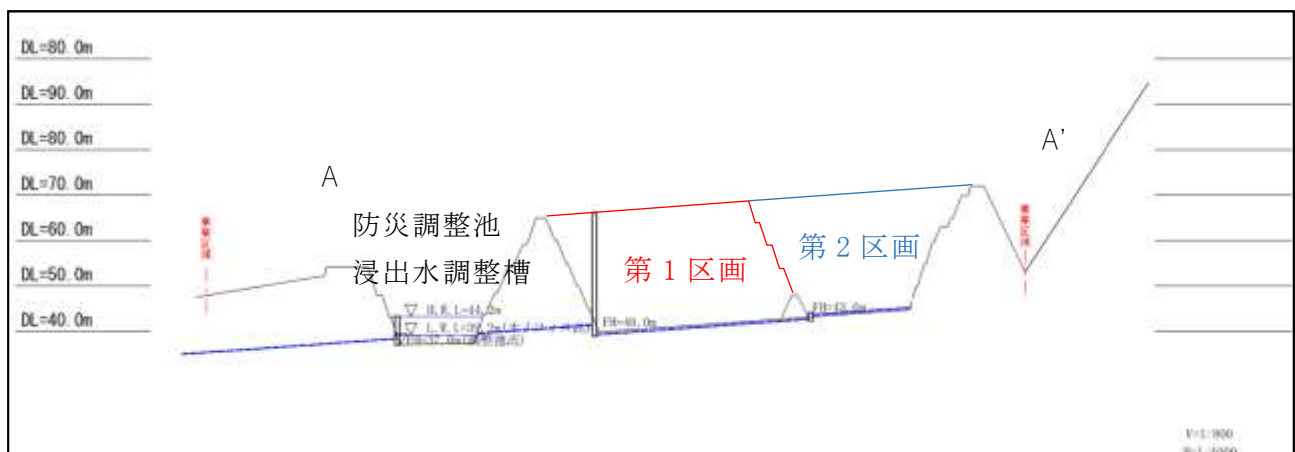 DL=80.0m
DL=90.0m
DL=80.0m
A'
A
DL=70.0m
防災調整池
DL=60.0m
第2区画
浸出水調整槽
第1区画
DL=50.0m
H.W.L=44.2m
FH=43.0m
DL=40.0m
FH=40.0m